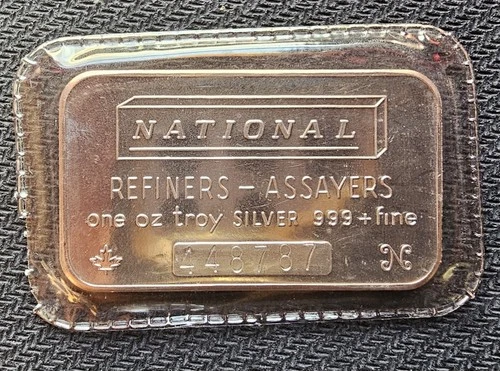 NATIONAL
REFINERS - ASSAYERS
one oz troy SILVER 999+fine
448787
N